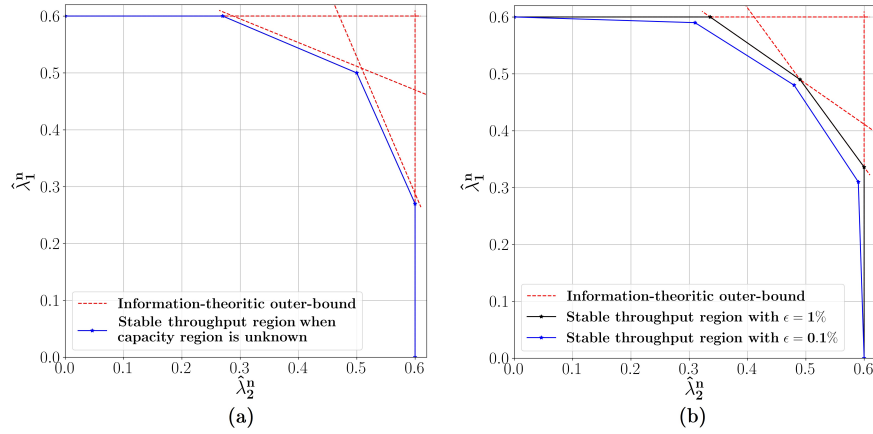 0.6
0.5
0.4
0.3
0.2
0.1
0.0
λ̂₁ⁿ
0.0 0.1 0.2 0.3 0.4 0.5 0.6
λ̂₂ⁿ
Information-theoritic outer-bound
Stable throughput region when
capacity region is unknown
(a)
0.6
0.5
0.4
0.3
0.2
0.1
0.0
λ̂₁ⁿ
0.0 0.1 0.2 0.3 0.4 0.5 0.6
λ̂₂ⁿ
Information-theoritic outer-bound
Stable throughput region with ϵ = 1%
Stable throughput region with ϵ = 0.1%
(b)